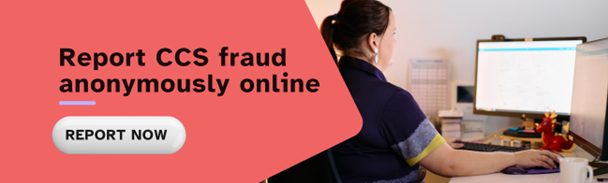 Report CCS fraud
anonymously online
REPORT NOW